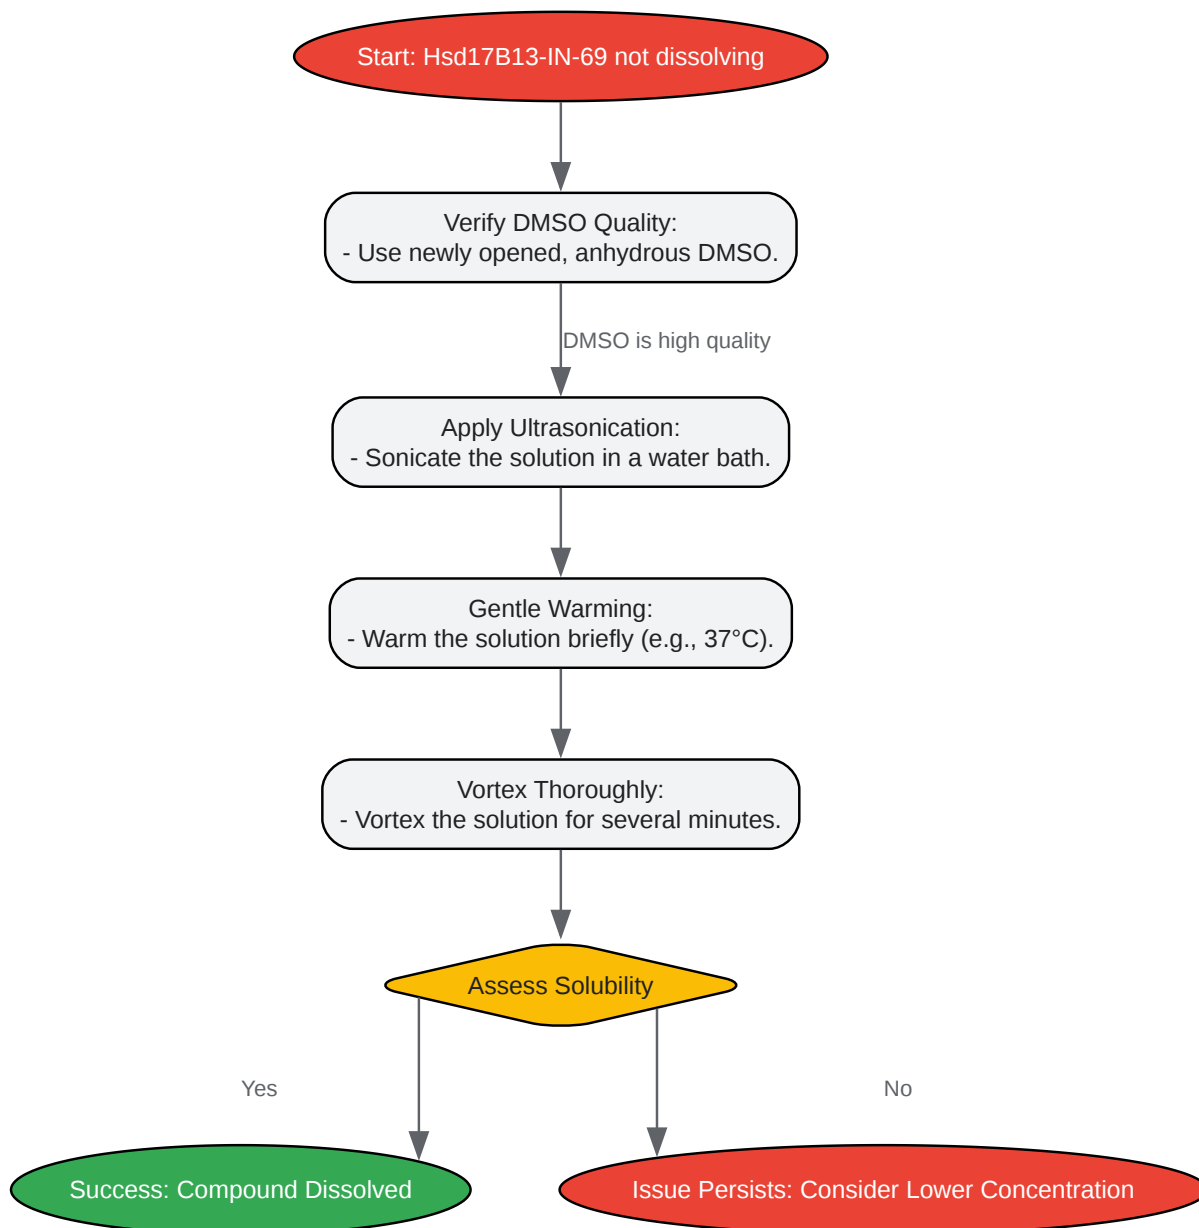 Start: Hsd17B13-IN-69 not dissolving
Verify DMSO Quality:
- Use newly opened, anhydrous DMSO.
DMSO is high quality
Apply Ultrasonication:
- Sonicate the solution in a water bath.
Gentle Warming:
- Warm the solution briefly (e.g., 37°C).
Vortex Thoroughly:
- Vortex the solution for several minutes.
Assess Solubility
Yes
No
Success: Compound Dissolved
Issue Persists: Consider Lower Concentration